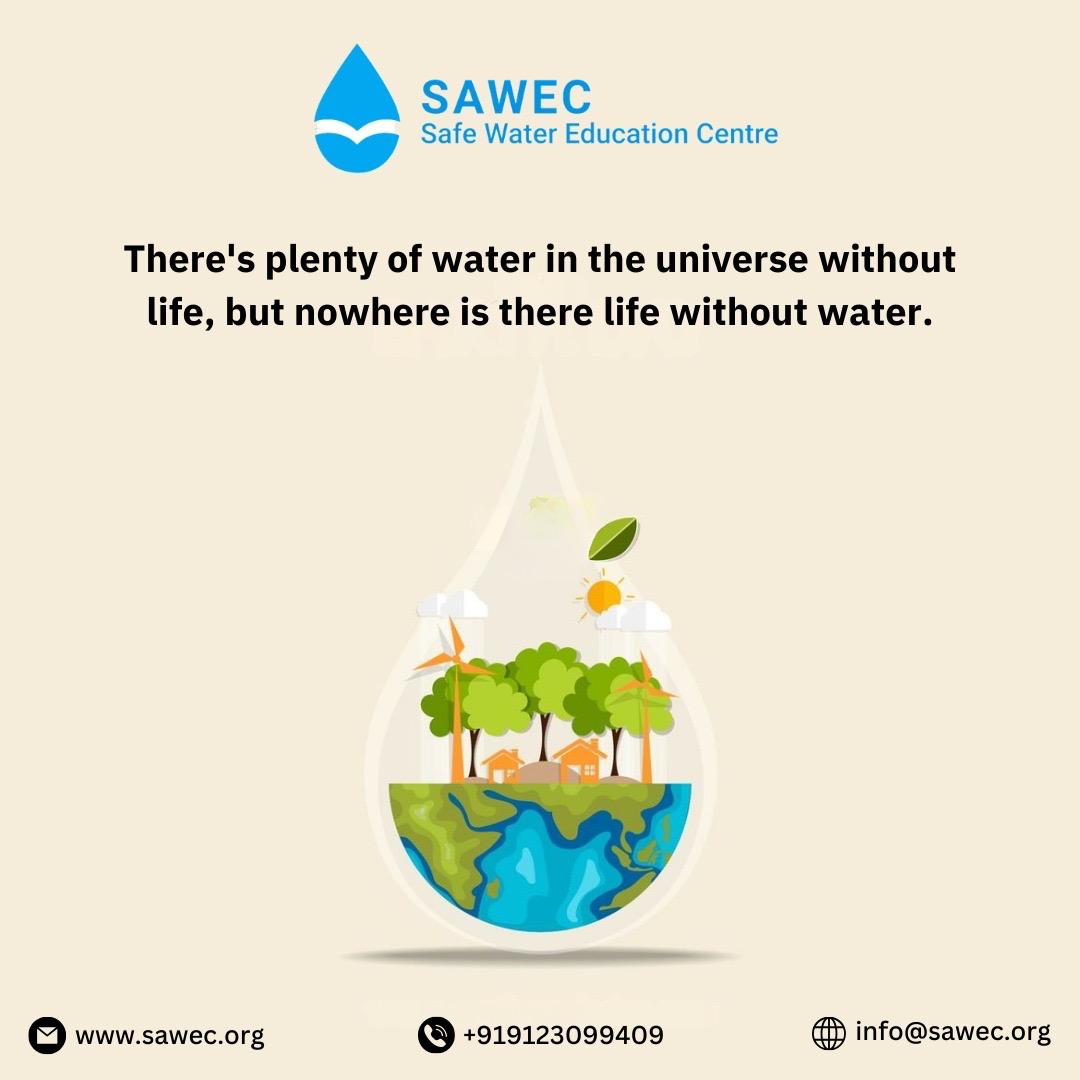 SAWEC
Safe Water Education Centre
There's plenty of water in the universe without
life, but nowhere is there life without water.
www.sawec.org
+919123099409
info@sawec.org